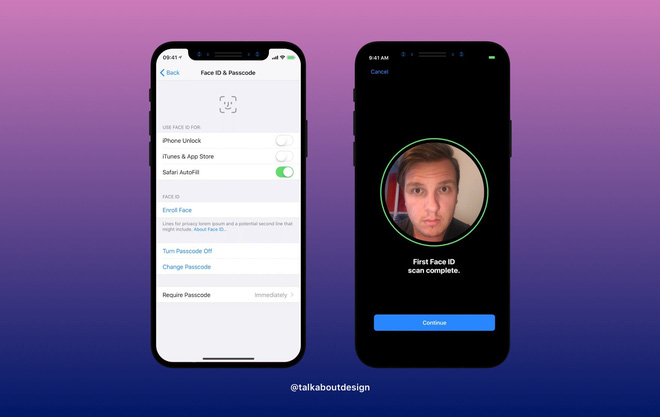 09:41
Back
Face ID & Passcode
USE FACE ID FOR:
iPhone Unlock
iTunes & App Store
Safari AutoFill
FACE ID
Enroll Face
Lines for privacy lorem ipsum and a potential second line that
might include. About Face ID..
Turn Passcode Off
Change Passcode
Require Passcode Immediately
9:41 AM
Cancel
First Face ID
scan complete.
Continue
@talkaboutdesign